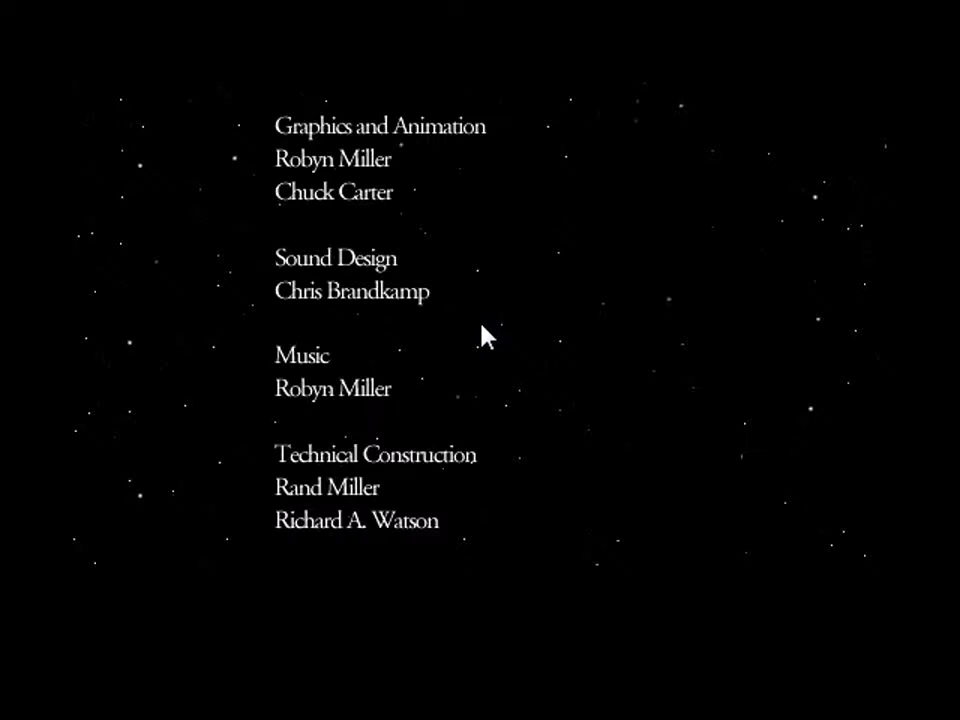 Graphics and Animation
Robyn Miller
Chuck Carter
Sound Design
Chris Brandkamp
Music
Robyn Miller
Technical Construction
Rand Miller
Richard A. Watson